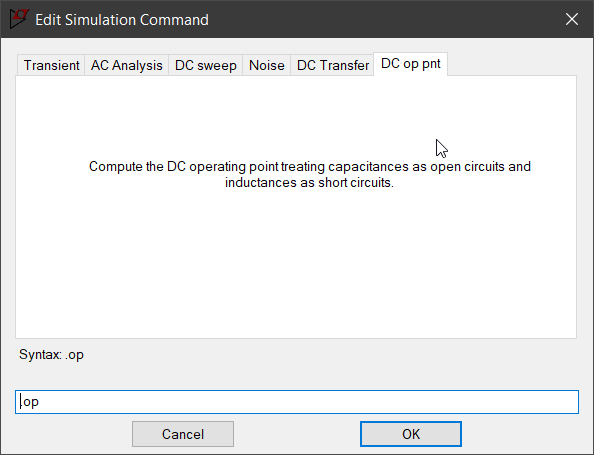 Edit Simulation Command
Transient AC Analysis DC sweep Noise DC Transfer DC op pnt
Compute the DC operating point treating capacitances as open circuits and
inductances as short circuits.
Syntax: .op
.op
Cancel OK